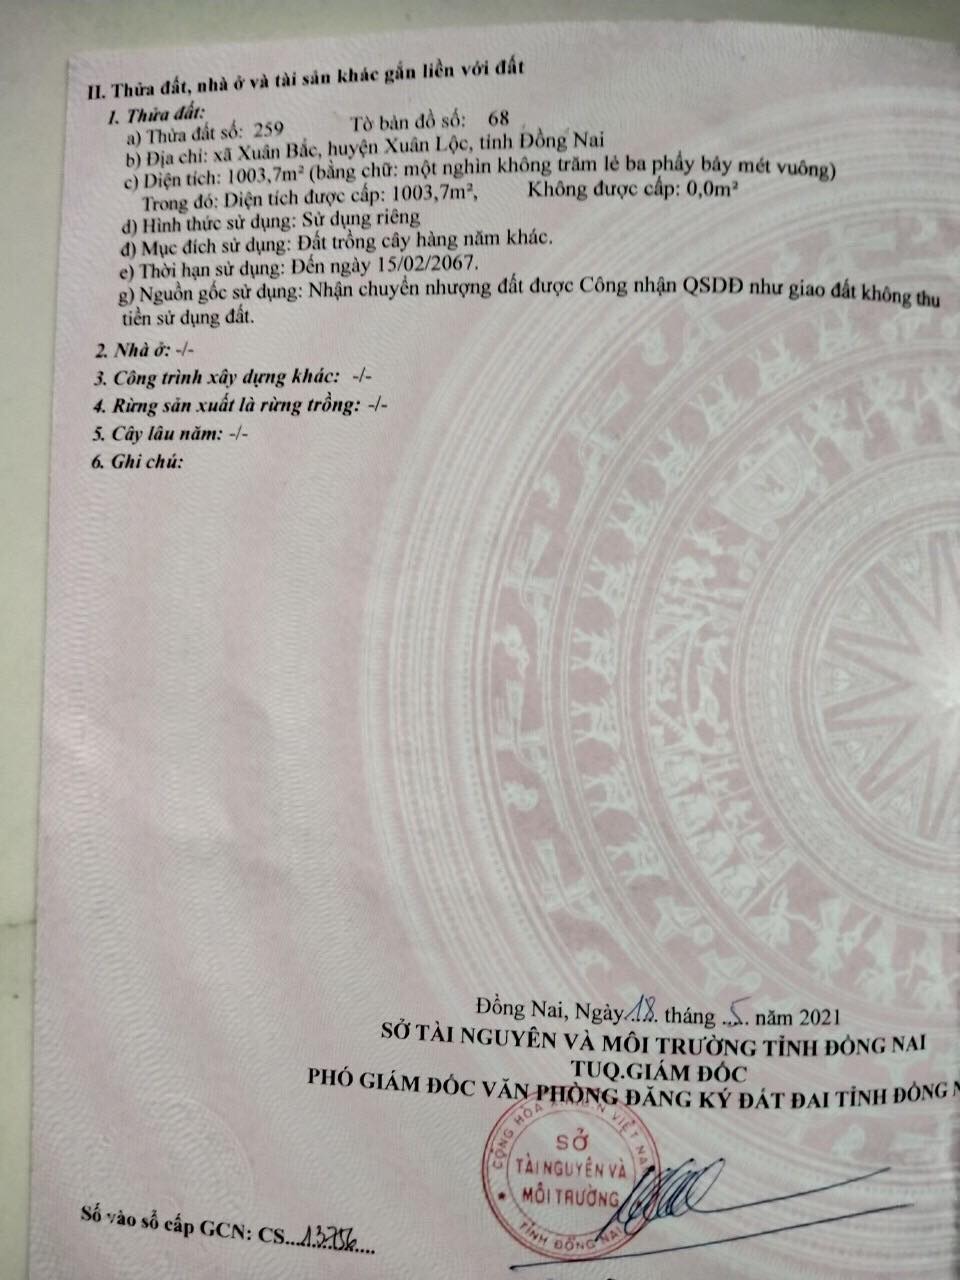 II. Thửa đất, nhà ở và tài sản khác gắn liền với đất
1. Thửa đất:
a) Thửa đất số: 259 Tờ bản đồ số: 68
b) Địa chỉ: xã Xuân Bắc, huyện Xuân Lộc, tỉnh Đồng Nai
c) Diện tích: 1003,7m² (bằng chữ: một nghìn không trăm lẻ ba phẩy bảy mét vuông)
Trong đó: Diện tích được cấp: 1003,7m², Không được cấp: 0,0m²
d) Hình thức sử dụng: Sử dụng riêng
đ) Mục đích sử dụng: Đất trồng cây hàng năm khác.
e) Thời hạn sử dụng: Đến ngày 15/02/2067.
g) Nguồn gốc sử dụng: Nhận chuyển nhượng đất được Công nhận QSDĐ như giao đất không thu
tiền sử dụng đất.
2. Nhà ở: -/-
3. Công trình xây dựng khác: -/-
4. Rừng sản xuất là rừng trồng: -/-
5. Cây lâu năm: -/-
6. Ghi chú:
Đồng Nai, Ngày 18 tháng 5 năm 2021
SỞ TÀI NGUYÊN VÀ MÔI TRƯỜNG TỈNH ĐỒNG NAI
TUQ.GIÁM ĐỐC
PHÓ GIÁM ĐỐC VĂN PHÒNG ĐĂNG KÝ ĐẤT ĐAI TỈNH ĐỒNG N
CỘNG HÒA VIỆT NA
SỞ
TÀI NGUYÊN VÀ
MÔI TRƯỜNG
TỈNH ĐỒNG NAI
Số vào sổ cấp GCN: CS...13756....